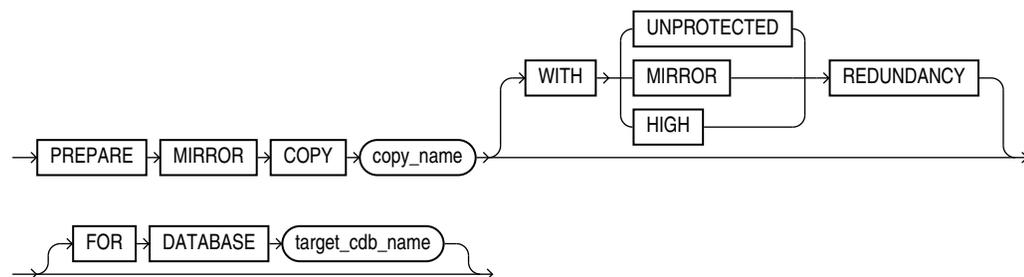 UNPROTECTED
WITH MIRROR REDUNDANCY
HIGH
PREPARE MIRROR COPY copy_name
FOR DATABASE target_cdb_name